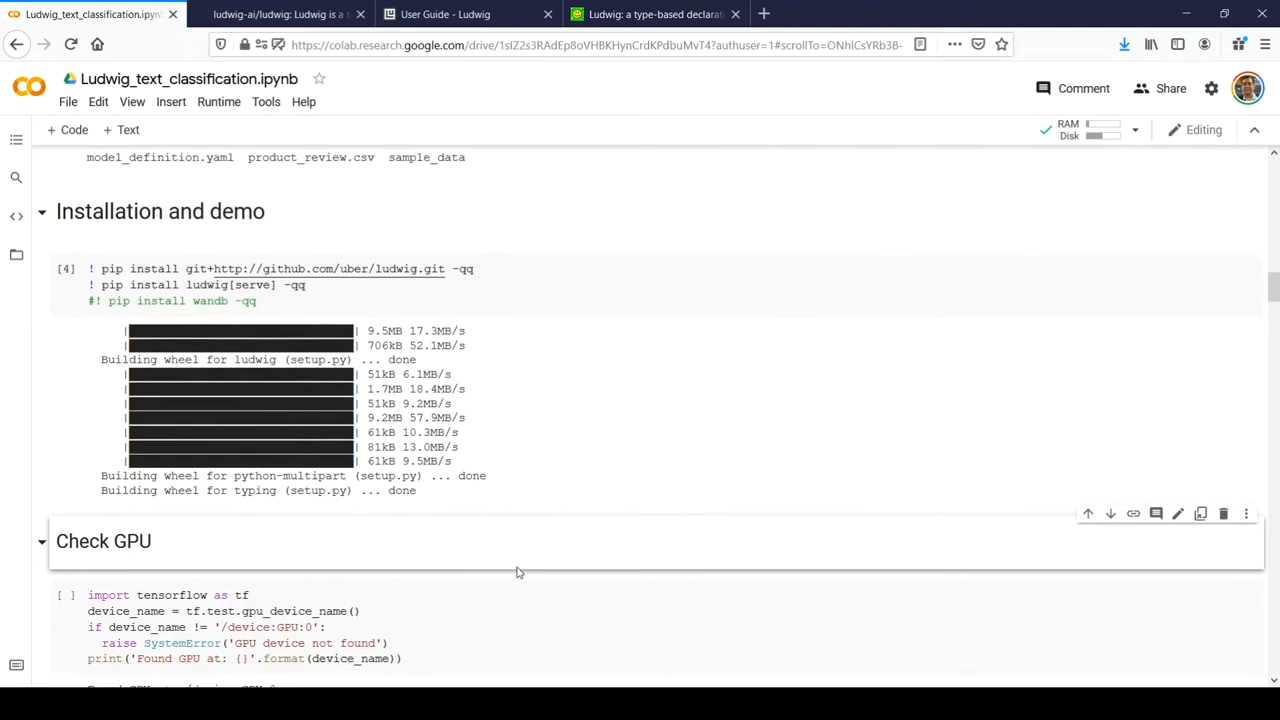 Ludwig_text_classification.ipynb
ludwig-ai/ludwig: Ludwig is a t
User Guide - Ludwig
Ludwig: a type-based declarat
https://colab.research.google.com/drive/1sIZ2s3RAdEp8oVHBKHynCrdKPdbuMvT4?authuser=1#scrollTo=ONhlCsYRb3B-
Ludwig_text_classification.ipynb
Comment
Share
File Edit View Insert Runtime Tools Help
+ Code + Text
RAM
Disk
Editing
model_definition.yaml product_review.csv sample_data
Installation and demo
[4] ! pip install git+http://github.com/uber/ludwig.git -qq
! pip install ludwig[serve] -qq
#! pip install wandb -qq
| | 9.5MB 17.3MB/s
| | 706kB 52.1MB/s
Building wheel for ludwig (setup.py) ... done
| | 51kB 6.1MB/s
| | 1.7MB 18.4MB/s
| | 51kB 9.2MB/s
| | 9.2MB 57.9MB/s
| | 61kB 10.3MB/s
| | 81kB 13.0MB/s
| | 61kB 9.5MB/s
Building wheel for python-multipart (setup.py) ... done
Building wheel for typing (setup.py) ... done
Check GPU
[ ] import tensorflow as tf
device_name = tf.test.gpu_device_name()
if device_name != '/device:GPU:0':
raise SystemError('GPU device not found')
print('Found GPU at: {}'.format(device_name))